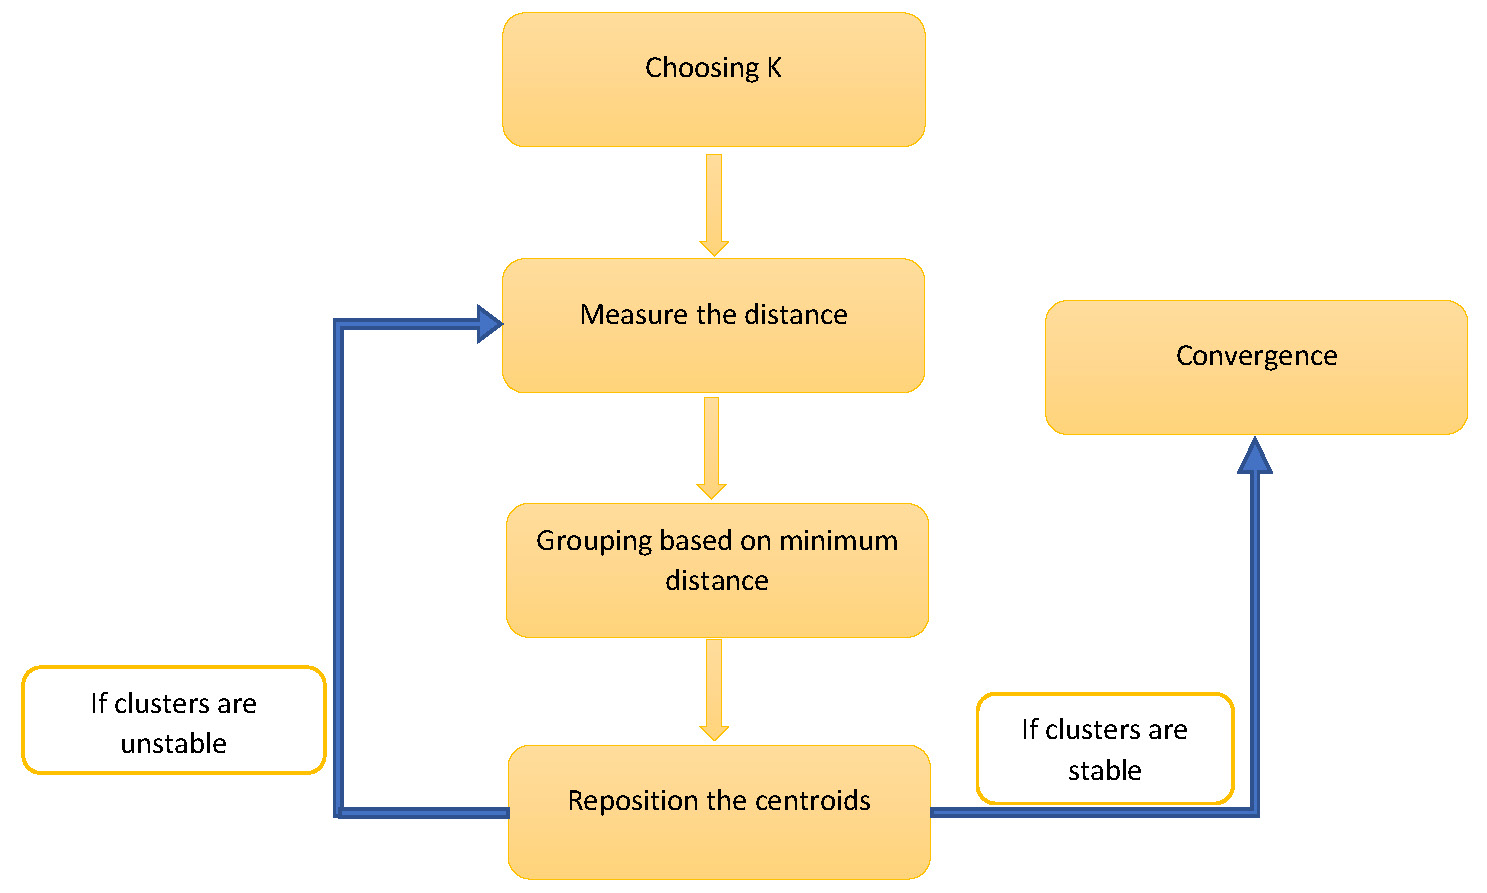 Choosing K
Measure the distance
Convergence
Grouping based on minimum
distance
If clusters are
unstable
If clusters are
stable
Reposition the centroids